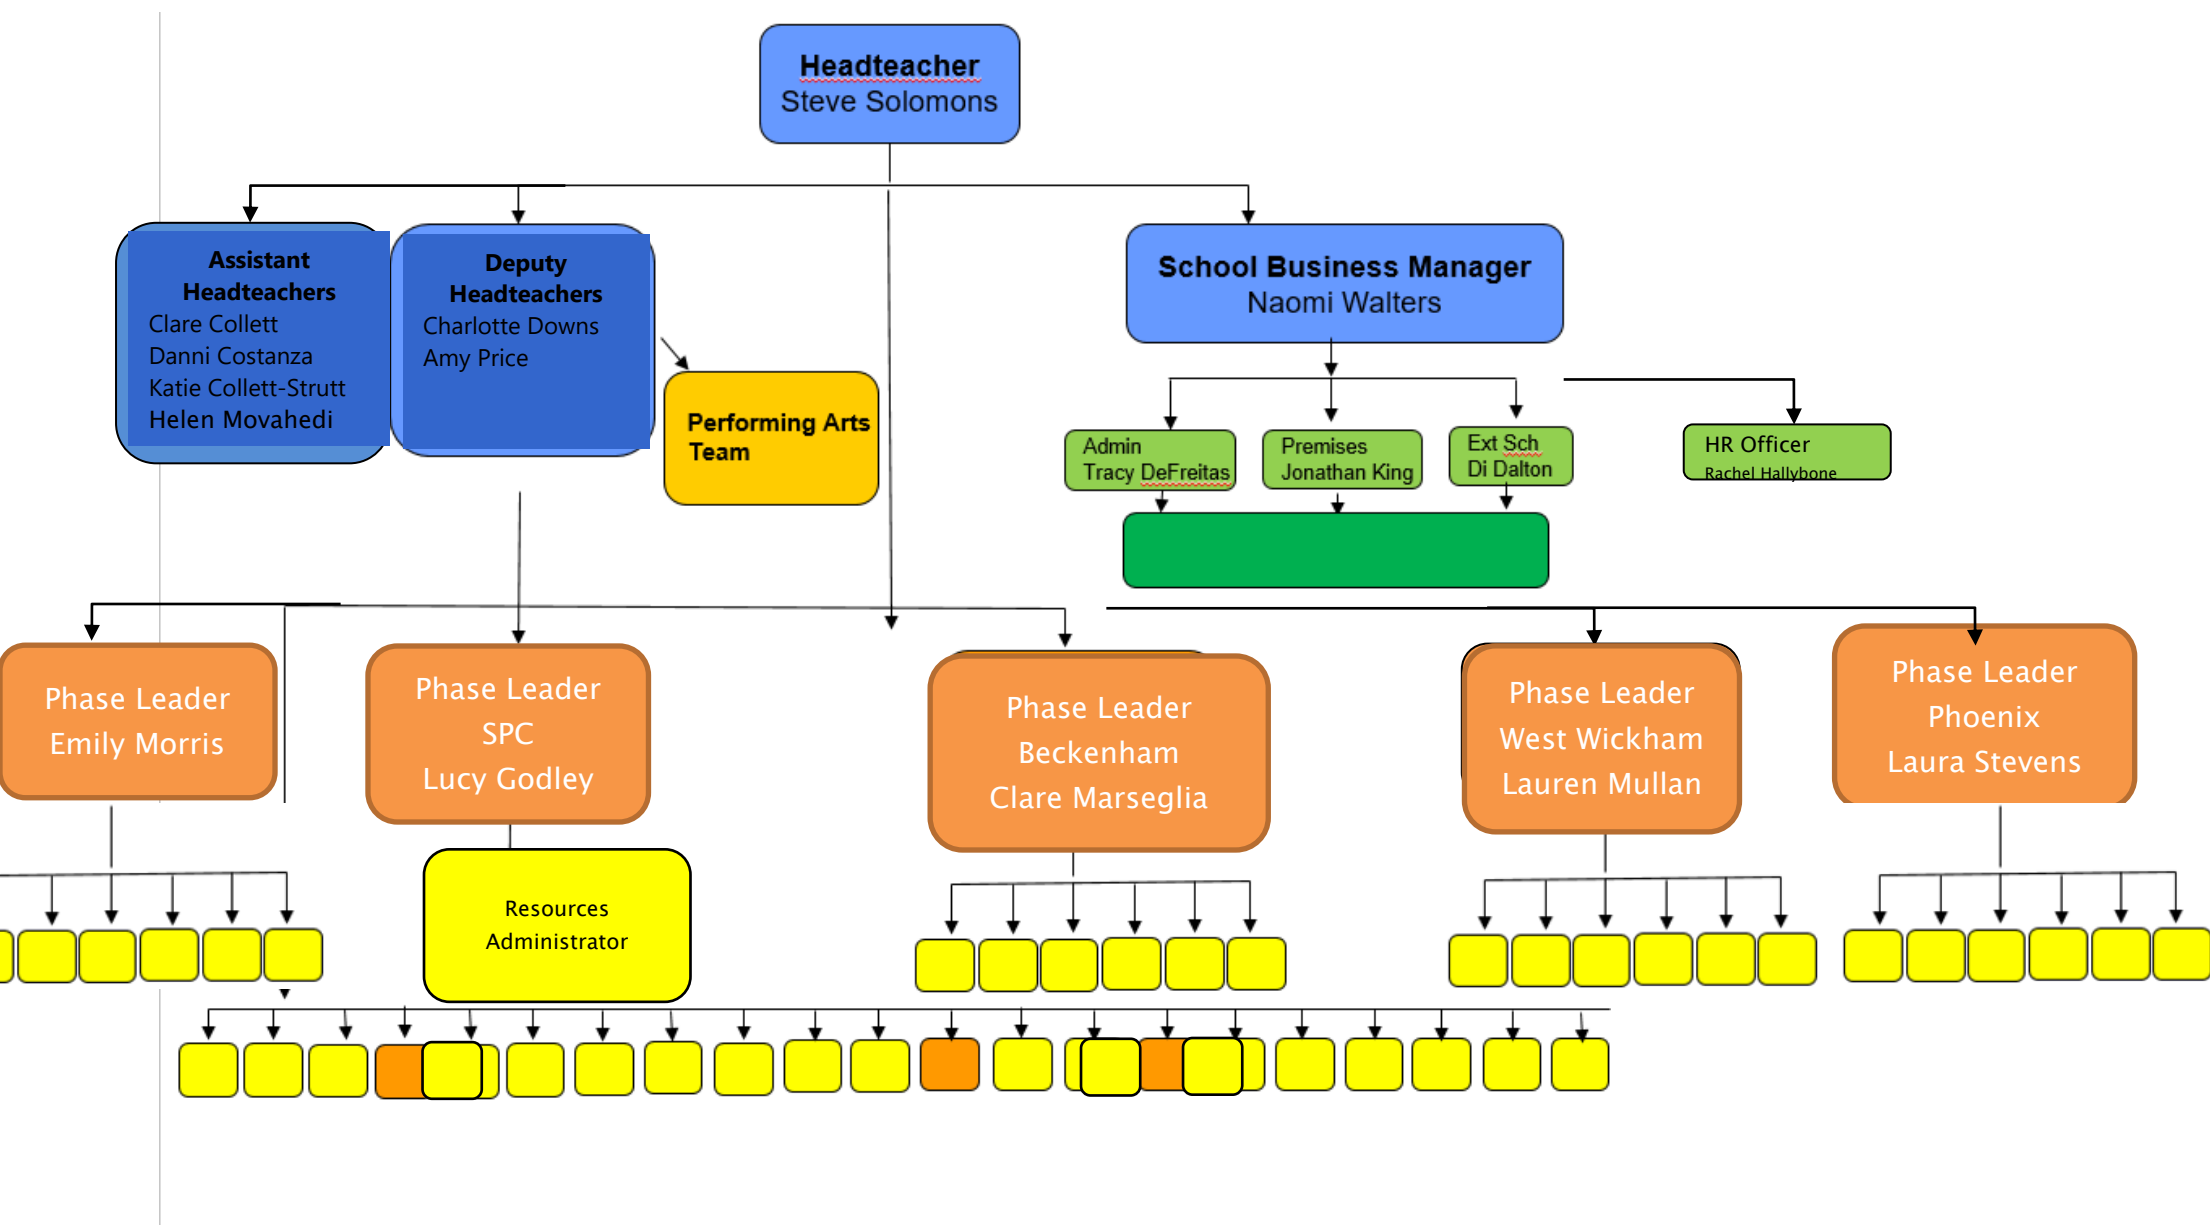 Headteacher
Steve Solomons
Assistant
Headteachers
Clare Collett
Danni Costanza
Katie Collett-Strutt
Helen Movahedi
Deputy
Headteachers
Charlotte Downs
Amy Price
Performing Arts
Team
School Business Manager
Naomi Walters
Admin
Tracy DeFreitas
Premises
Jonathan King
Ext Sch
Di Dalton
HR Officer
Rachel Hallybone
Phase Leader
Emily Morris
Phase Leader
SPC
Lucy Godley
Phase Leader
Beckenham
Clare Marseglia
Phase Leader
West Wickham
Lauren Mullan
Phase Leader
Phoenix
Laura Stevens
Resources
Administrator